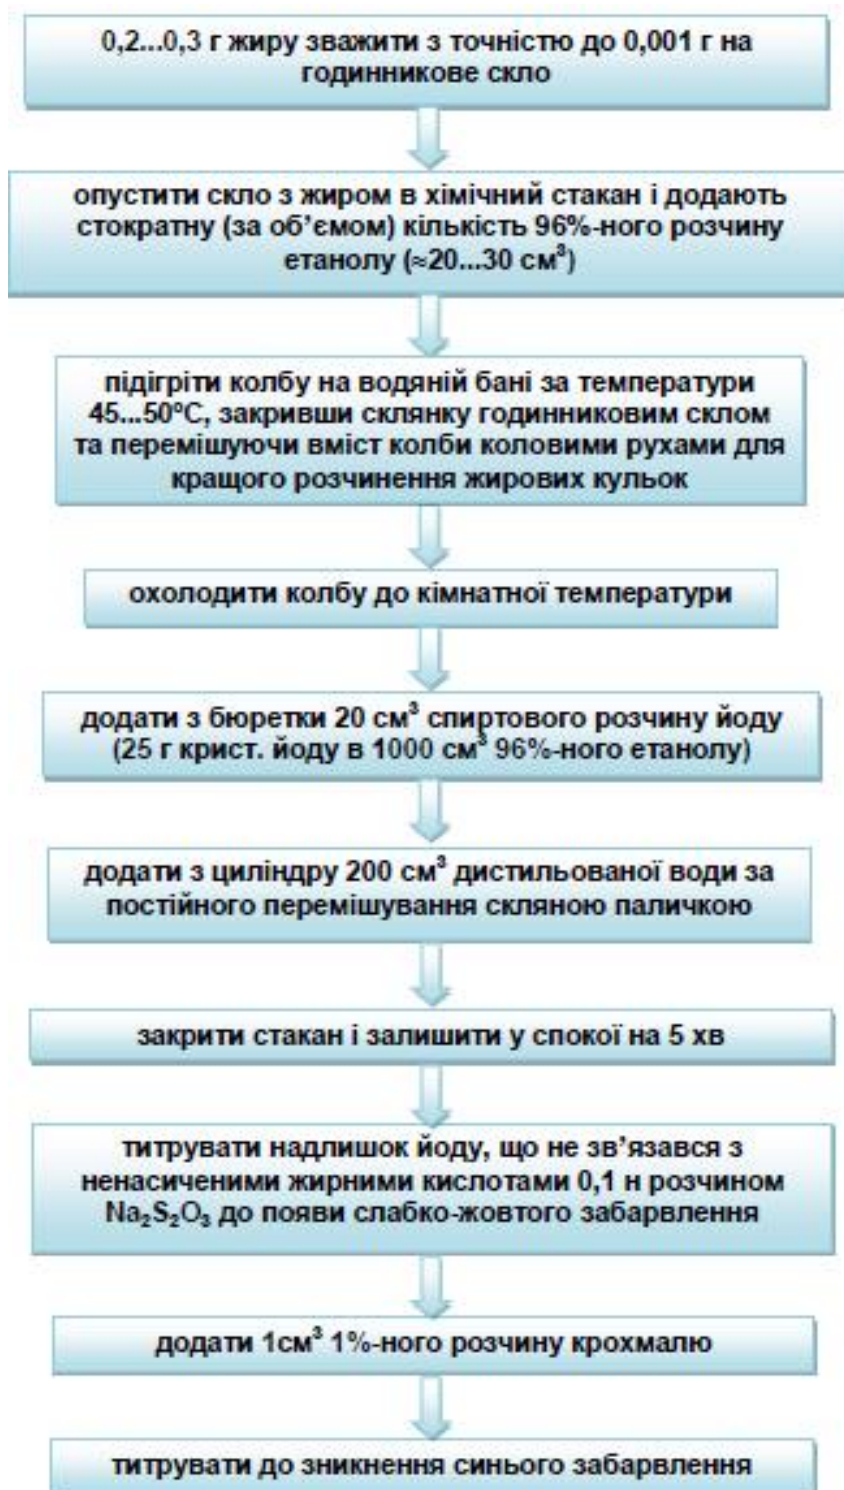 0,2...0,3 г жиру зважити з точністю до 0,001 г на
годинникове скло
опустити скло з жиром в хімічний стакан і додають
стократну (за об’ємом) кількість 96%-ного розчину
етанолу (≈20...30 см³)
підігріти колбу на водяній бані за температури
45...50ºС, закривши склянку годинниковим склом
та перемішуючи вміст колби коловими рухами для
кращого розчинення жирових кульок
охолодити колбу до кімнатної температури
додати з бюретки 20 см³ спиртового розчину йоду
(25 г крист. йоду в 1000 см³ 96%-ного етанолу)
додати з циліндру 200 см³ дистильованої води за
постійного перемішування скляною паличкою
закрити стакан і залишити у спокої на 5 хв
титрувати надлишок йоду, що не зв’язався з
ненасиченими жирними кислотами 0,1 н розчином
Na₂S₂O₃ до появи слабко-жовтого забарвлення
додати 1см³ 1%-ного розчину крохмалю
титрувати до зникнення синього забарвлення